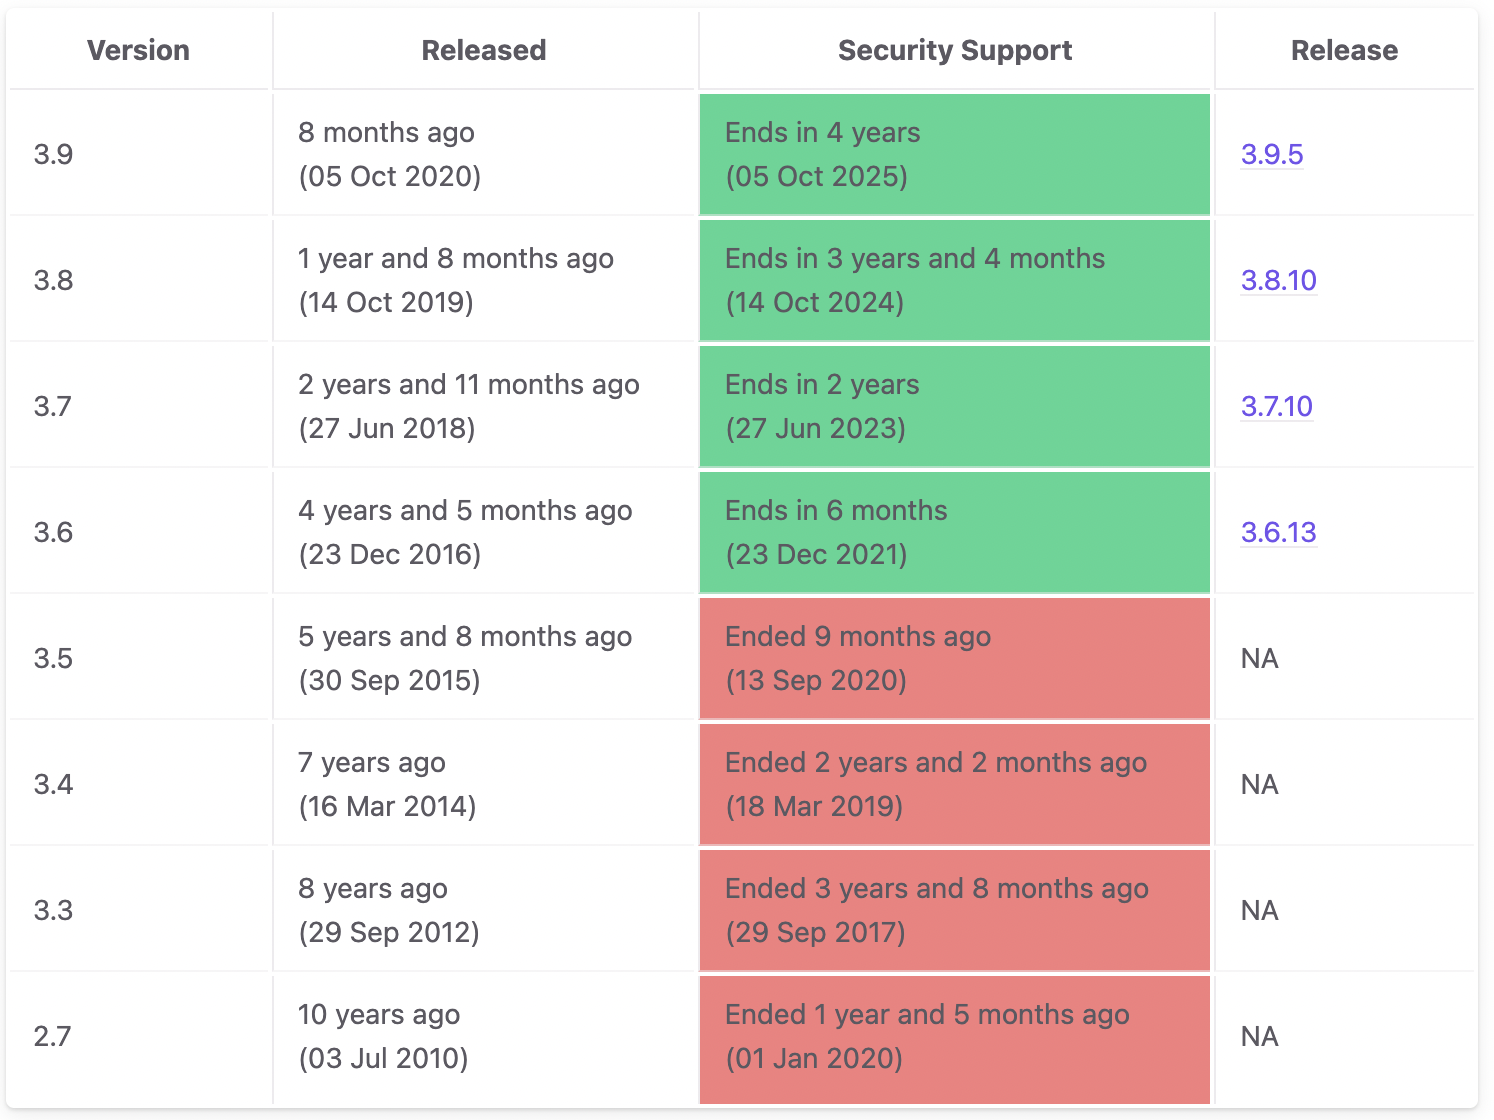 Version Released Security Support Release
3.9
8 months ago
(05 Oct 2020)
Ends in 4 years
(05 Oct 2025)
3.9.5
3.8
1 year and 8 months ago
(14 Oct 2019)
Ends in 3 years and 4 months
(14 Oct 2024)
3.8.10
3.7
2 years and 11 months ago
(27 Jun 2018)
Ends in 2 years
(27 Jun 2023)
3.7.10
3.6
4 years and 5 months ago
(23 Dec 2016)
Ends in 6 months
(23 Dec 2021)
3.6.13
3.5
5 years and 8 months ago
(30 Sep 2015)
Ended 9 months ago
(13 Sep 2020)
NA
3.4
7 years ago
(16 Mar 2014)
Ended 2 years and 2 months ago
(18 Mar 2019)
NA
3.3
8 years ago
(29 Sep 2012)
Ended 3 years and 8 months ago
(29 Sep 2017)
NA
2.7
10 years ago
(03 Jul 2010)
Ended 1 year and 5 months ago
(01 Jan 2020)
NA